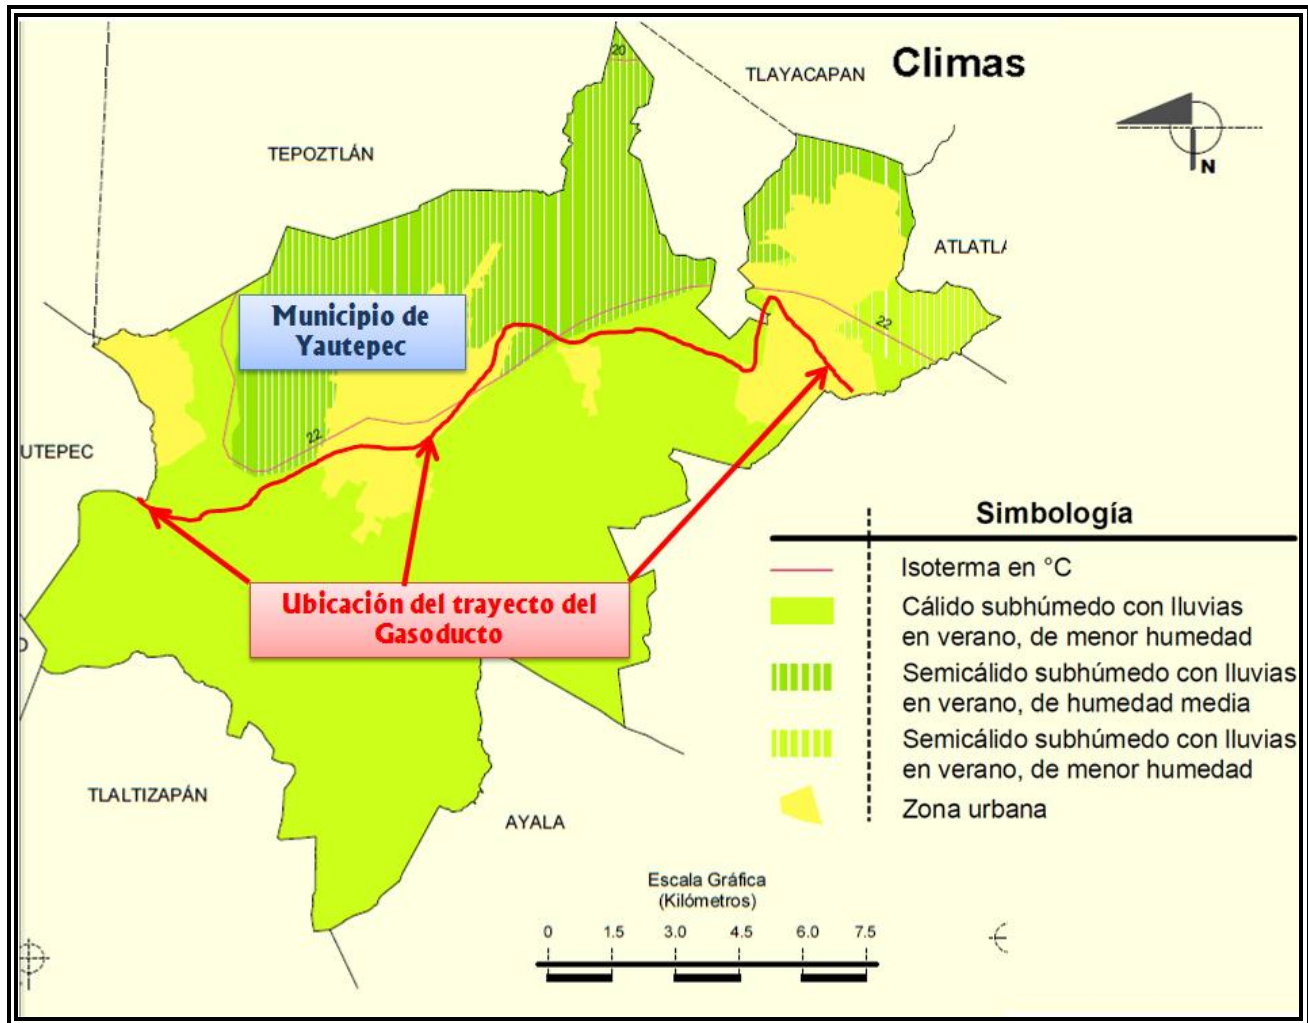 20
TLAYACAPAN
Climas
TEPOZTLÁN
N
ATLATLA
Municipio de
Yautepec
22
22
UTEPEC
Simbología
Isoterma en °C
Cálido subhúmedo con lluvias
en verano, de menor humedad
Ubicación del trayecto del
Gasoducto
Semicálido subhúmedo con lluvias
en verano, de humedad media
Semicálido subhúmedo con lluvias
en verano, de menor humedad
Zona urbana
TLALTIZAPÁN
AYALA
Escala Gráfica
(Kilómetros)
0 1.5 3.0 4.5 6.0 7.5